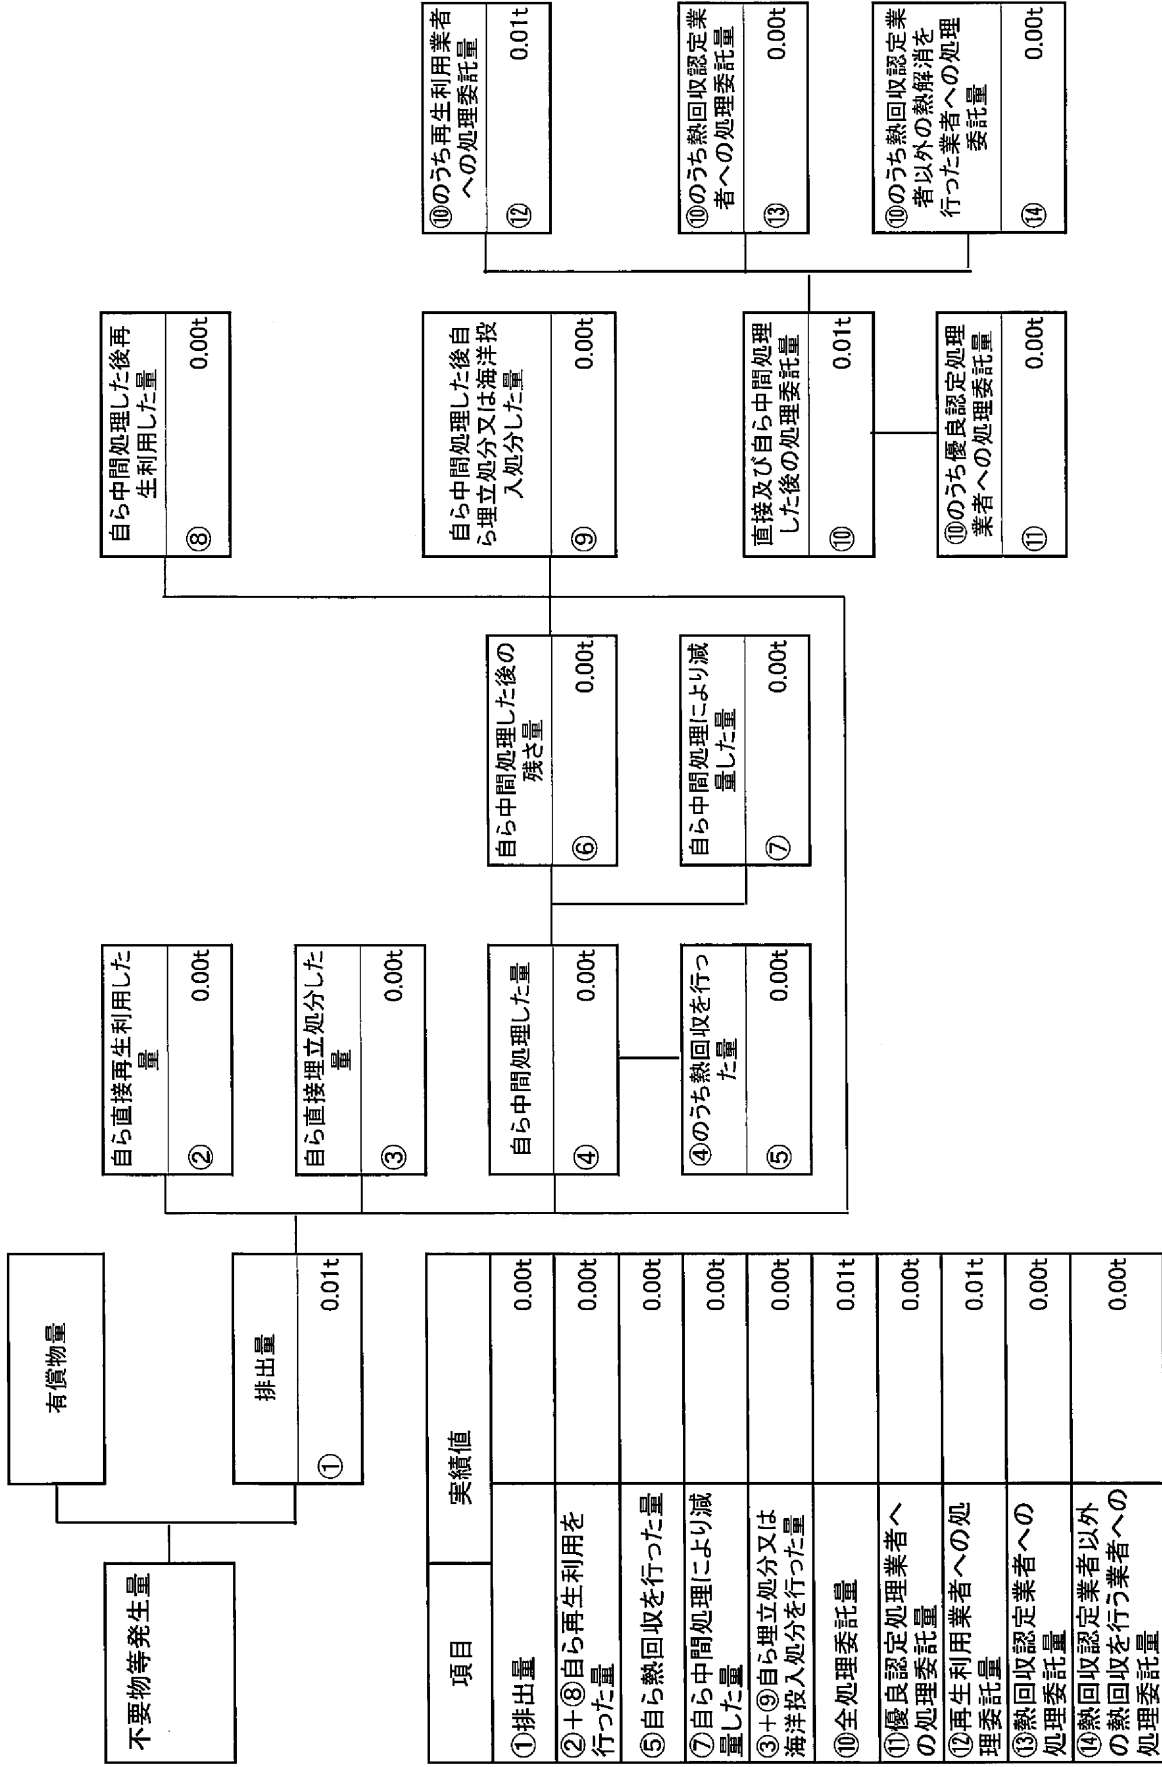 不要物等発生量
有償物量
排出量
①
0.01t
自ら直接再生利用した
量
②
0.00t
自ら直接埋立処分した
量
③
0.00t
自ら中間処理した量
④
0.00t
④のうち熱回収を行っ
た量
⑤
0.00t
自ら中間処理した後の
残さ量
⑥
0.00t
自ら中間処理により減
量した量
⑦
0.00t
自ら中間処理した後再
生利用した量
⑧
0.00t
自ら中間処理した後自
ら埋立処分又は海洋投
入処分した量
⑨
0.00t
直接及び自ら中間処理
した後の処理委託量
⑩
0.01t
⑩のうち優良認定処理
業者への処理委託量
⑪
0.00t
⑩のうち再生利用業者
への処理委託量
⑫
0.01t
⑩のうち熱回収認定業
者への処理委託量
⑬
0.00t
⑩のうち熱回収認定業
者以外の熱解消を
行った業者への処理
委託量
⑭
0.00t
項目
実績値
①排出量
0.00t
②+⑧自ら再生利用を
行った量
0.00t
⑤自ら熱回収を行った量
0.00t
⑦自ら中間処理により減
量した量
0.00t
③+⑨自ら埋立処分又は
海洋投入処分を行った量
0.00t
⑩全処理委託量
0.01t
⑪優良認定処理業者へ
の処理委託量
0.00t
⑫再生利用業者への処
理委託量
0.01t
⑬熱回収認定業者への
処理委託量
0.00t
⑭熱回収認定業者以外
の熱回収を行う業者への
処理委託量
0.00t